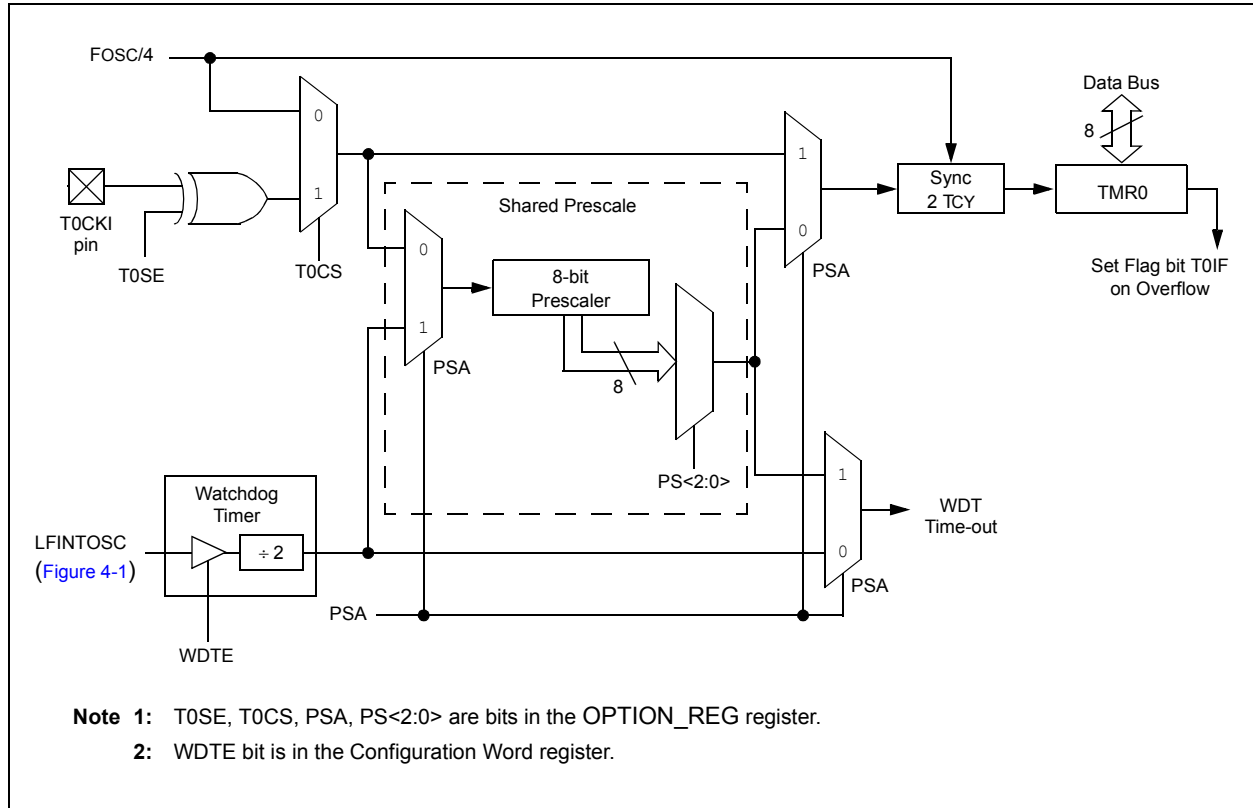 FOSC/4
0
1
T0CKI
pin
T0SE
T0CS
Shared Prescale
0
1
PSA
8-bit
Prescaler
8
PS<2:0>
1
0
PSA
Sync
2 TCY
Data Bus
8
TMR0
Set Flag bit T0IF
on Overflow
Watchdog
Timer
LFINTOSC
(Figure 4-1)
÷ 2
WDTE
PSA
1
0
PSA
WDT
Time-out
Note 1: T0SE, T0CS, PSA, PS<2:0> are bits in the OPTION_REG register.
2: WDTE bit is in the Configuration Word register.